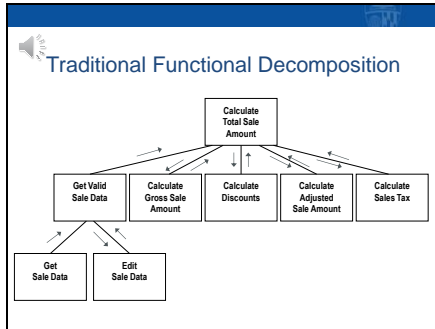 Traditional Functional Decomposition
Calculate
Total Sale
Amount
Get Valid
Sale Data
Calculate
Gross Sale
Amount
Calculate
Discounts
Calculate
Adjusted
Sale Amount
Calculate
Sales Tax
Get
Sale Data
Edit
Sale Data